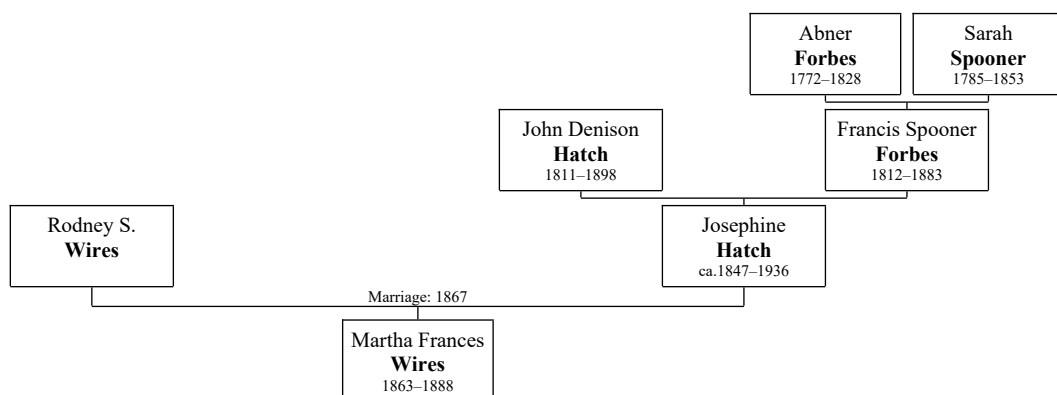 Abner
Forbes
1772–1828
Sarah
Spooner
1785–1853
John Denison
Hatch
1811–1898
Francis Spooner
Forbes
1812–1883
Rodney S.
Wires
Josephine
Hatch
ca.1847–1936
Marriage: 1867
Martha Frances
Wires
1863–1888